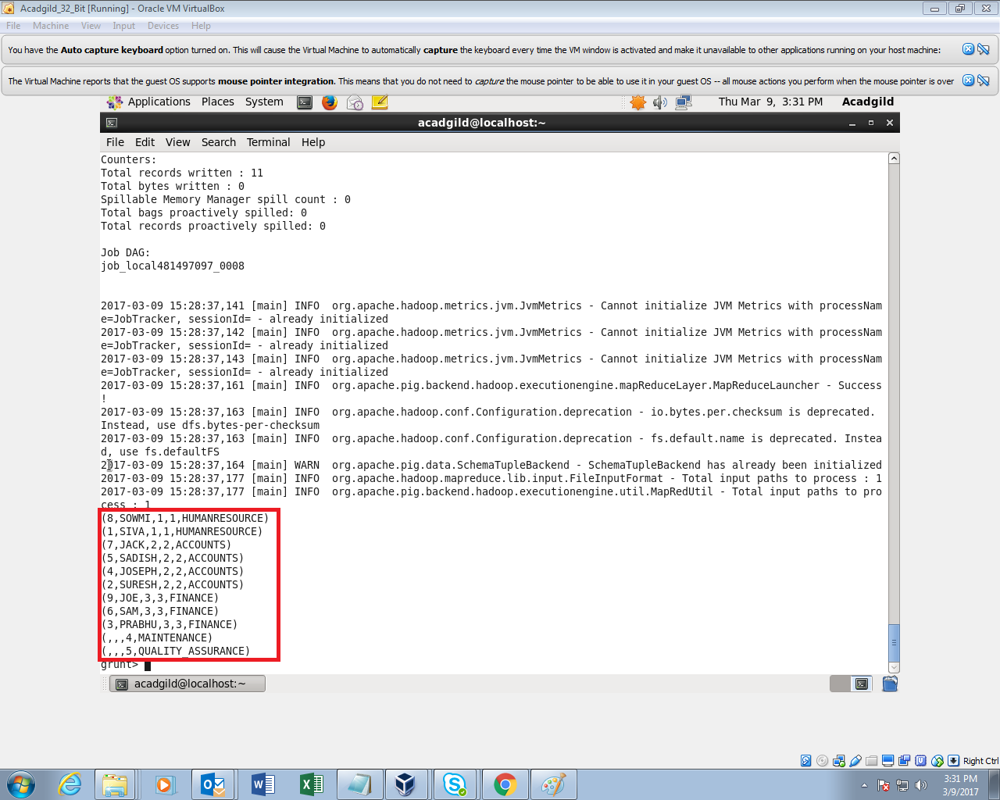 Acadgild_32_Bit [Running] - Oracle VM VirtualBox
File Machine View Input Devices Help
You have the Auto capture keyboard option turned on. This will cause the Virtual Machine to automatically capture the keyboard every time the VM window is activated and make it unavailable to other applications running on your host machine:
The Virtual Machine reports that the guest OS supports mouse pointer integration. This means that you do not need to capture the mouse pointer to be able to use it in your guest OS -- all mouse actions you perform when the mouse pointer is over
Applications Places System Thu Mar 9, 3:31 PM Acadgild
acadgild@localhost:~
File Edit View Search Terminal Help
Counters:
Total records written : 11
Total bytes written : 0
Spillable Memory Manager spill count : 0
Total bags proactively spilled: 0
Total records proactively spilled: 0
Job DAG:
job_local481497097_0008
2017-03-09 15:28:37,141 [main] INFO  org.apache.hadoop.metrics.jvm.JvmMetrics - Cannot initialize JVM Metrics with processNam
e=JobTracker, sessionId= - already initialized
2017-03-09 15:28:37,142 [main] INFO  org.apache.hadoop.metrics.jvm.JvmMetrics - Cannot initialize JVM Metrics with processNam
e=JobTracker, sessionId= - already initialized
2017-03-09 15:28:37,143 [main] INFO  org.apache.hadoop.metrics.jvm.JvmMetrics - Cannot initialize JVM Metrics with processNam
e=JobTracker, sessionId= - already initialized
2017-03-09 15:28:37,161 [main] INFO  org.apache.pig.backend.hadoop.executionengine.mapReduceLayer.MapReduceLauncher - Success
!
2017-03-09 15:28:37,163 [main] INFO  org.apache.hadoop.conf.Configuration.deprecation - io.bytes.per.checksum is deprecated.
Instead, use dfs.bytes-per-checksum
2017-03-09 15:28:37,163 [main] INFO  org.apache.hadoop.conf.Configuration.deprecation - fs.default.name is deprecated. Instea
d, use fs.defaultFS
2017-03-09 15:28:37,164 [main] WARN  org.apache.pig.data.SchemaTupleBackend - SchemaTupleBackend has already been initialized
2017-03-09 15:28:37,177 [main] INFO  org.apache.hadoop.mapreduce.lib.input.FileInputFormat - Total input paths to process : 1
2017-03-09 15:28:37,177 [main] INFO  org.apache.pig.backend.hadoop.executionengine.util.MapRedUtil - Total input paths to pro
cess : 1
(8,SOWMI,1,1,HUMANRESOURCE)
(1,SIVA,1,1,HUMANRESOURCE)
(7,JACK,2,2,ACCOUNTS)
(5,SADISH,2,2,ACCOUNTS)
(4,JOSEPH,2,2,ACCOUNTS)
(2,SURESH,2,2,ACCOUNTS)
(9,JOE,3,3,FINANCE)
(6,SAM,3,3,FINANCE)
(3,PRABHU,3,3,FINANCE)
(,,,4,MAINTENANCE)
(,,,5,QUALITY_ASSURANCE)
grunt>
acadgild@localhost:~
Right Ctrl
3:31 PM
3/9/2017